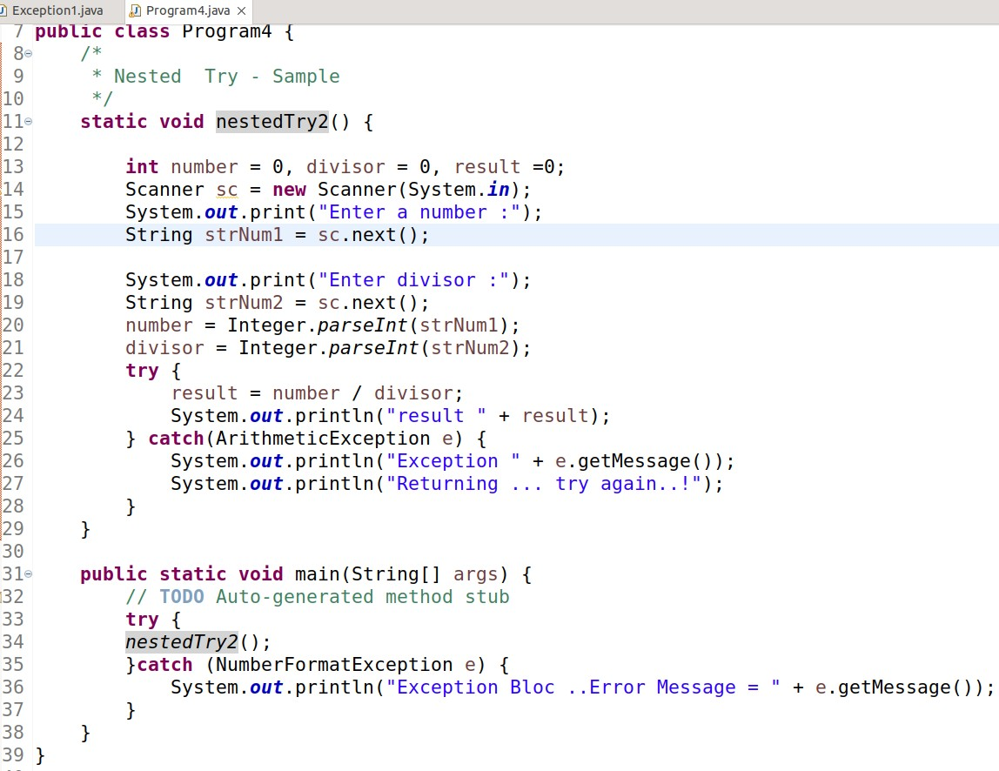 Exception1.java Program4.java
7 public class Program4 {
8 /*
9 * Nested  Try - Sample
10 */
11 static void nestedTry2() {
12
13 int number = 0, divisor = 0, result =0;
14 Scanner sc = new Scanner(System.in);
15 System.out.print("Enter a number :");
16 String strNum1 = sc.next();
17
18 System.out.print("Enter divisor :");
19 String strNum2 = sc.next();
20 number = Integer.parseInt(strNum1);
21 divisor = Integer.parseInt(strNum2);
22 try {
23 result = number / divisor;
24 System.out.println("result " + result);
25 } catch(ArithmeticException e) {
26 System.out.println("Exception " + e.getMessage());
27 System.out.println("Returning ... try again..!");
28 }
29 }
30
31 public static void main(String[] args) {
32 // TODO Auto-generated method stub
33 try {
34 nestedTry2();
35 }catch (NumberFormatException e) {
36 System.out.println("Exception Bloc ..Error Message = " + e.getMessage());
37 }
38 }
39 }